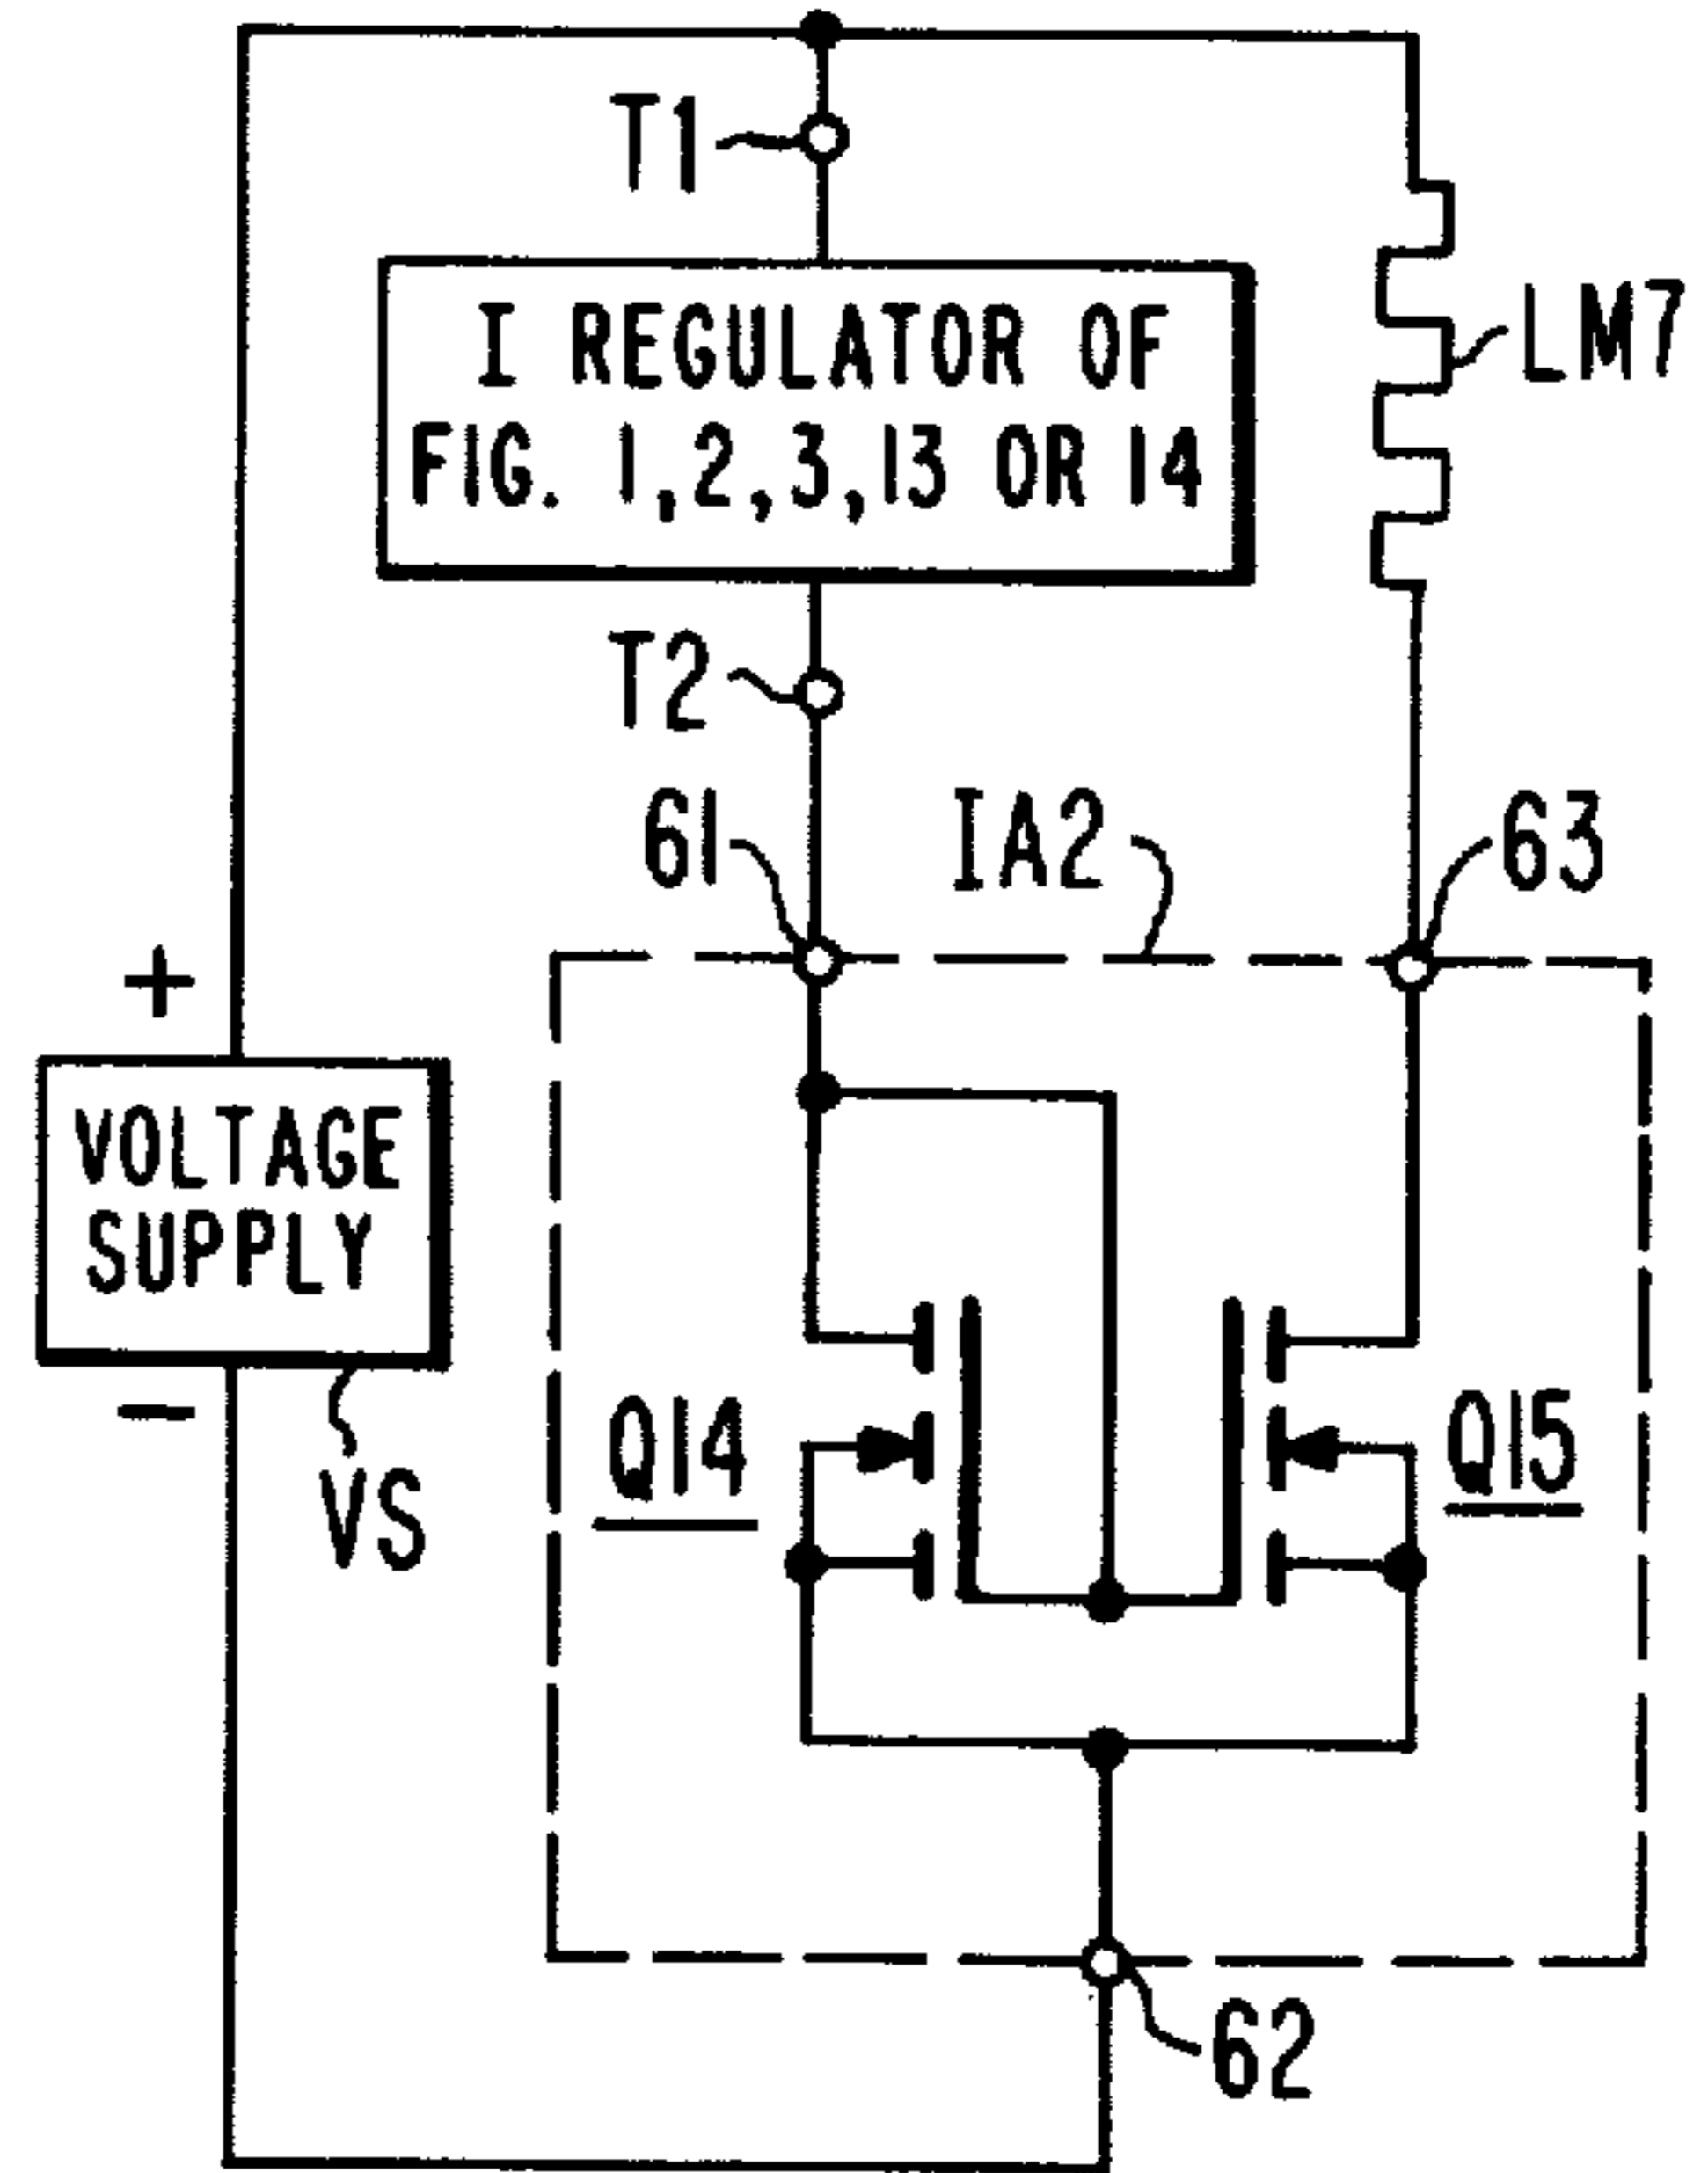 T1
I REGULATOR OF
FIG. 1,2,3,13 OR 14
LM7
T2
61
IA2
63
+
VOLTAGE
SUPPLY
−
VS
Q14
Q15
62